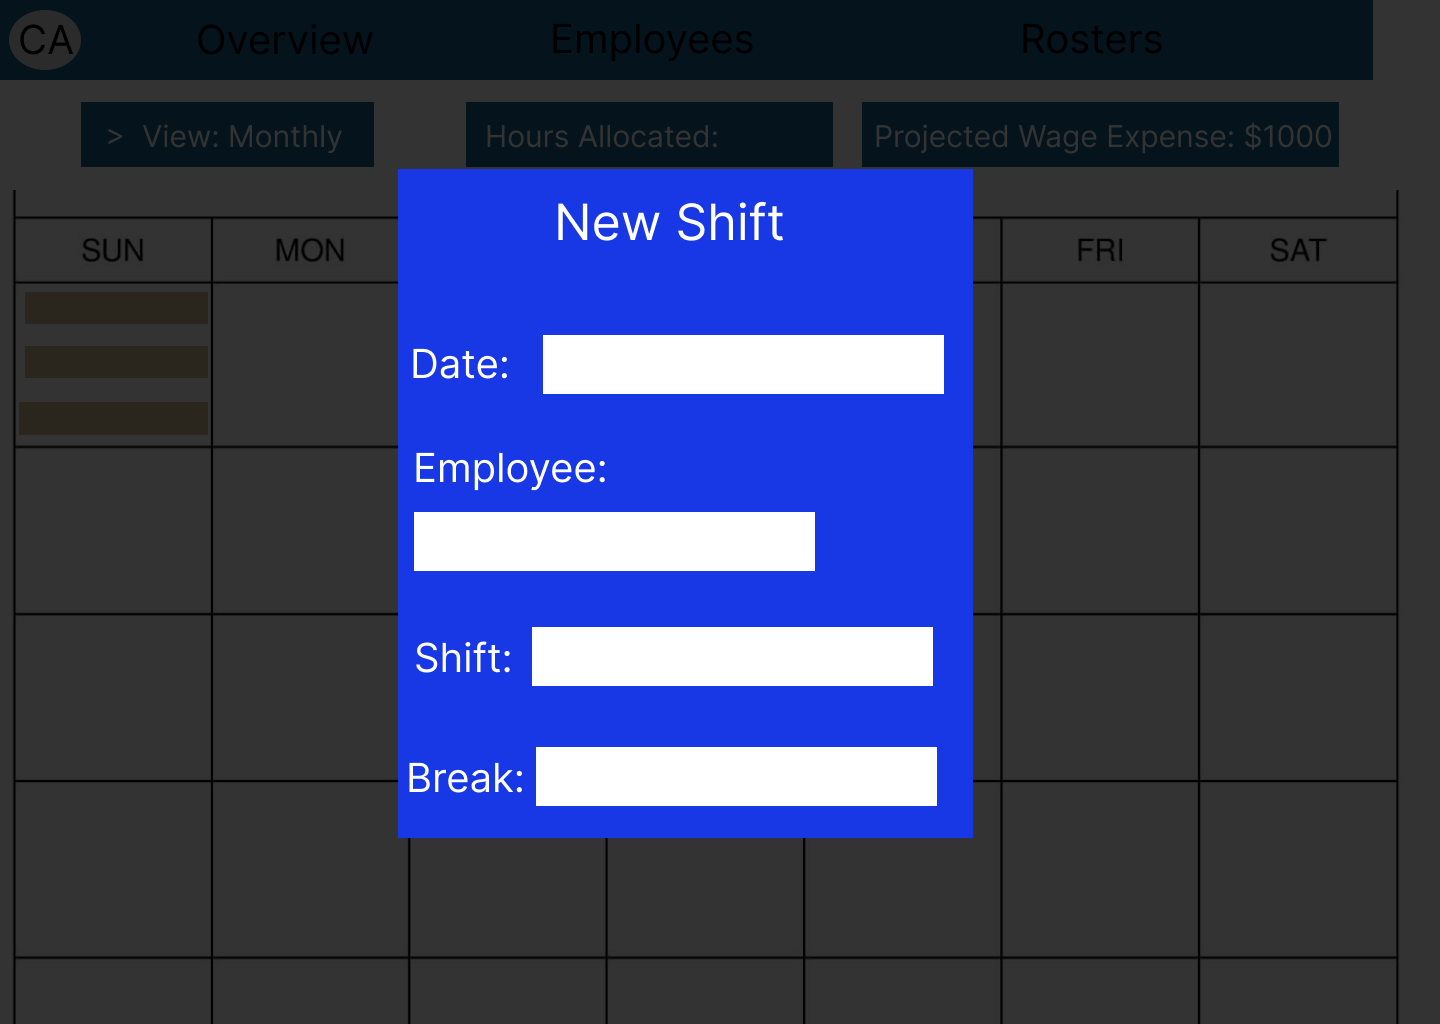 CA Overview Employees Rosters
> View: Monthly Hours Allocated: Projected Wage Expense: $1000
New Shift
SUN MON FRI SAT
Date:
Employee:
Shift:
Break: